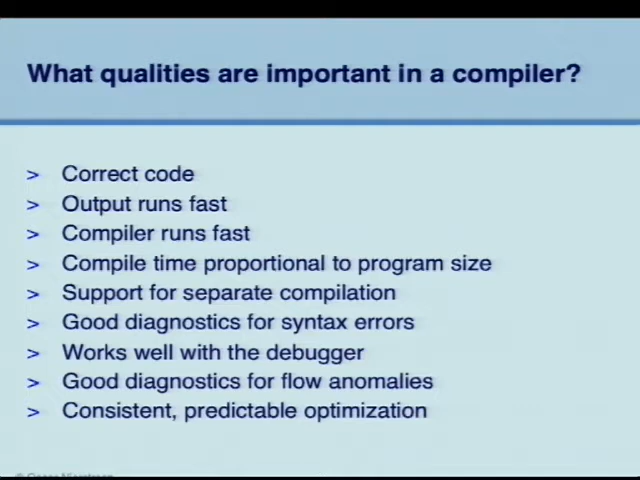 What qualities are important in a compiler?
> Correct code
> Output runs fast
> Compiler runs fast
> Compile time proportional to program size
> Support for separate compilation
> Good diagnostics for syntax errors
> Works well with the debugger
> Good diagnostics for flow anomalies
> Consistent, predictable optimization